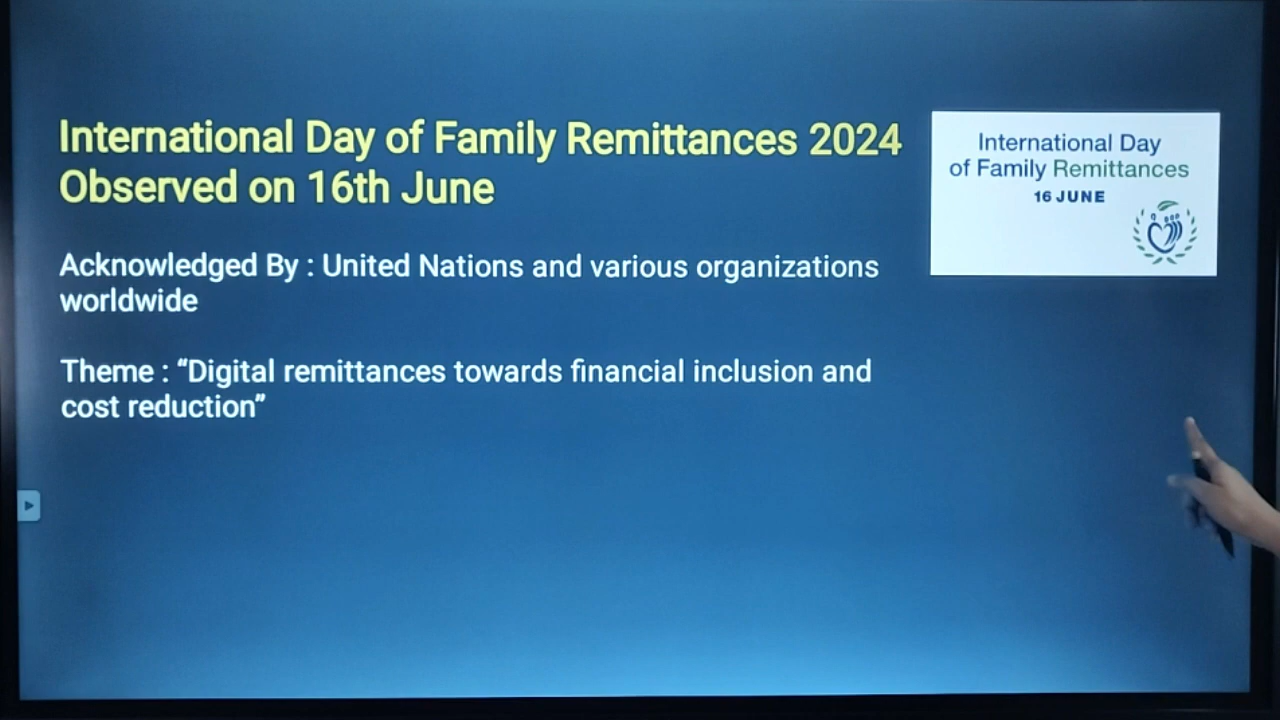 International Day of Family Remittances 2024
Observed on 16th June
Acknowledged By : United Nations and various organizations
worldwide
Theme : “Digital remittances towards financial inclusion and
cost reduction”
International Day
of Family Remittances
16 JUNE